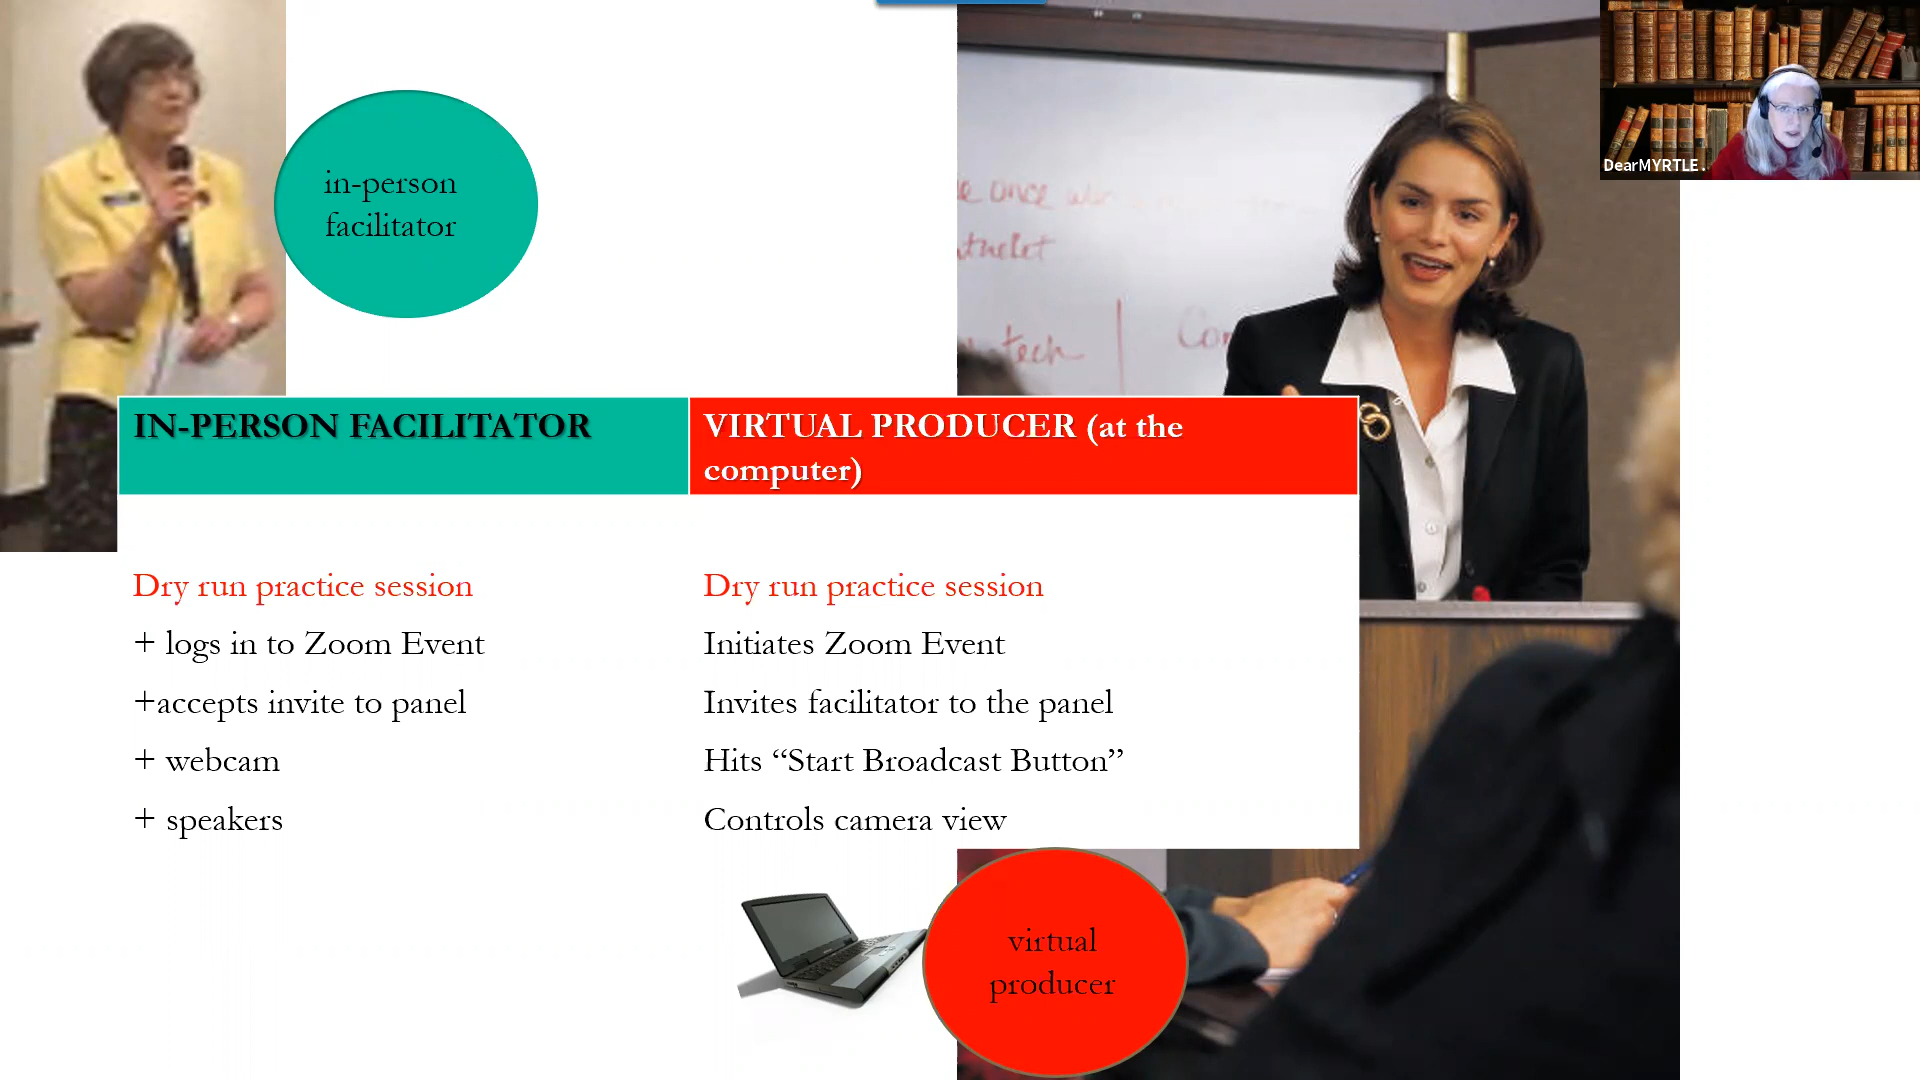 DearMYRTLE .
in-person
facilitator
once
tech
IN-PERSON FACILITATOR
VIRTUAL PRODUCER (at the
computer)
Dry run practice session
+ logs in to Zoom Event
+accepts invite to panel
+ webcam
+ speakers
Dry run practice session
Initiates Zoom Event
Invites facilitator to the panel
Hits “Start Broadcast Button”
Controls camera view
virtual
producer